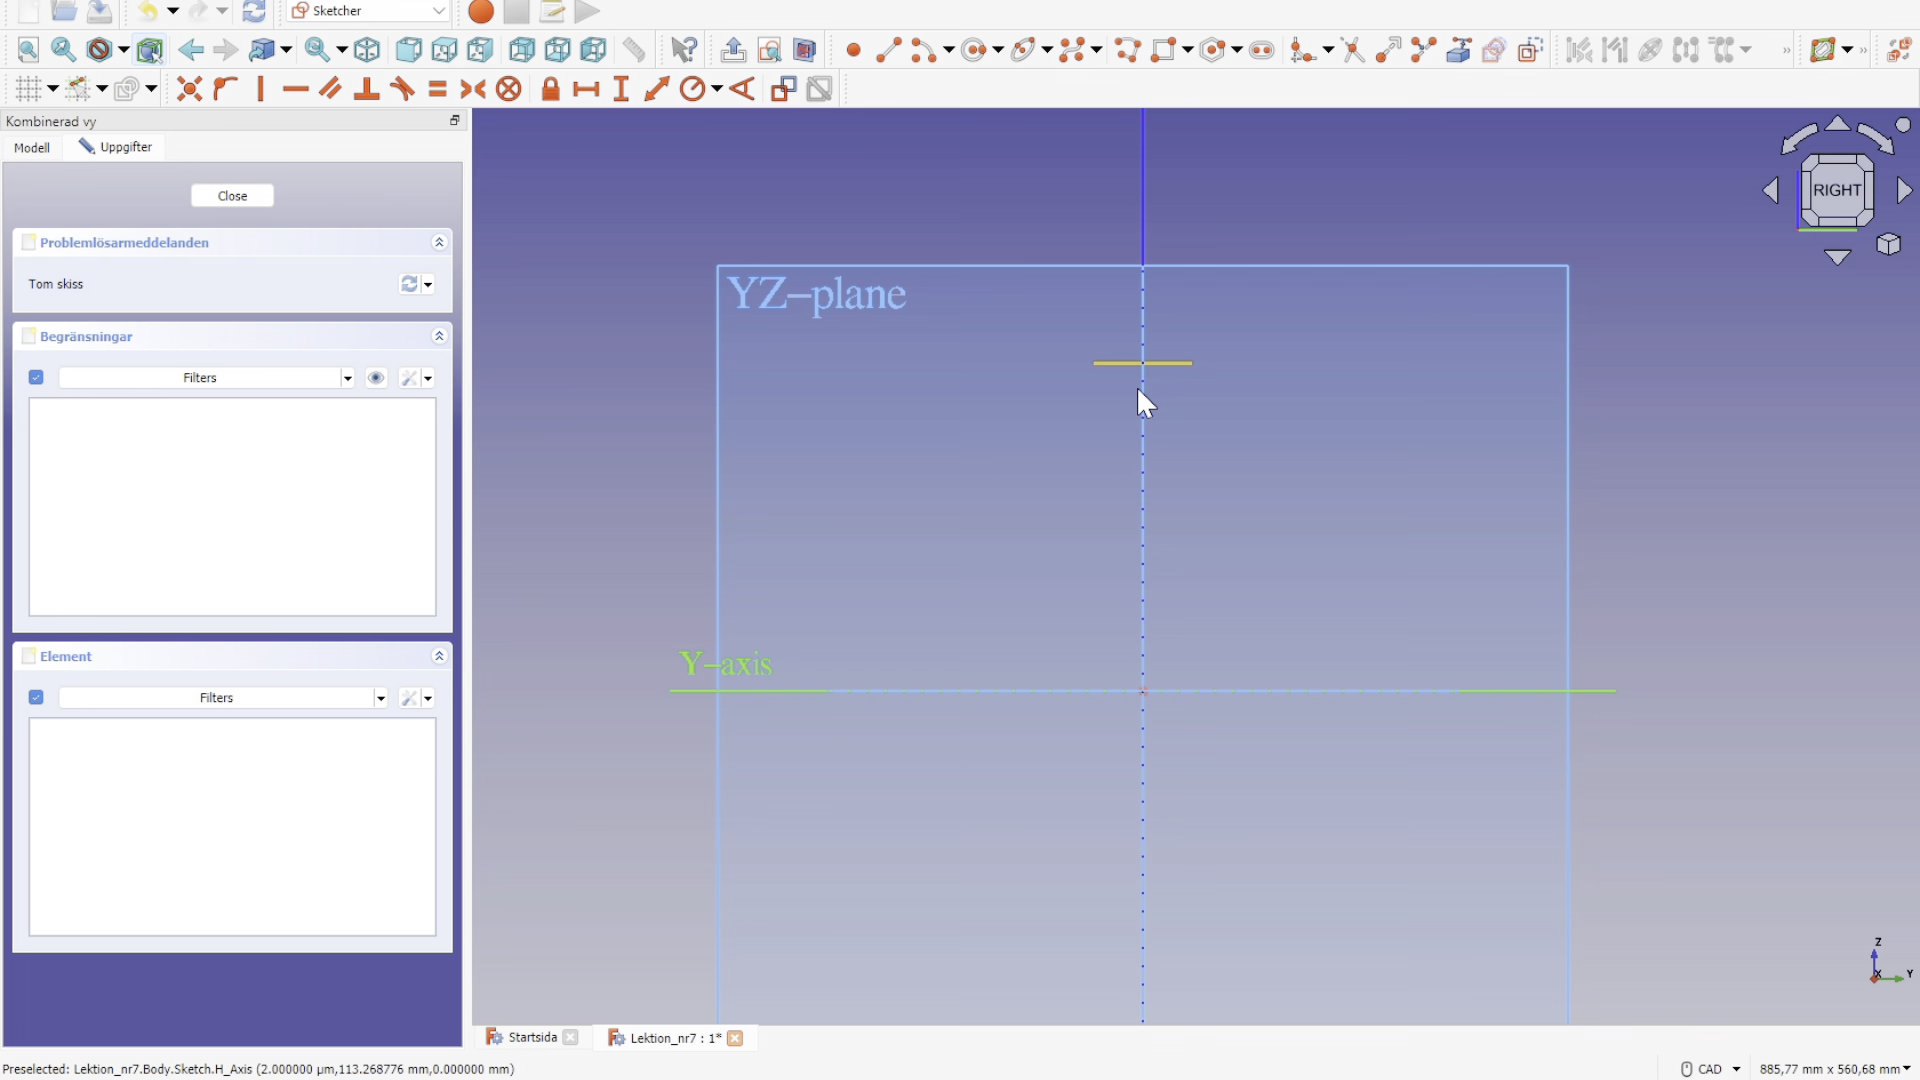 Sketcher
Kombinerad vy
Modell
Uppgifter
Close
Problemlösarmeddelanden
Tom skiss
Begränsningar
Filters
Element
Filters
YZ-plane
Y-axis
RIGHT
Z
X
Y
Startsida
Lektion_nr7 : 1*
Preselected: Lektion_nr7.Body.Sketch.H_Axis (2.000000 µm,113.268776 mm,0.000000 mm)
CAD
885,77 mm x 560,68 mm